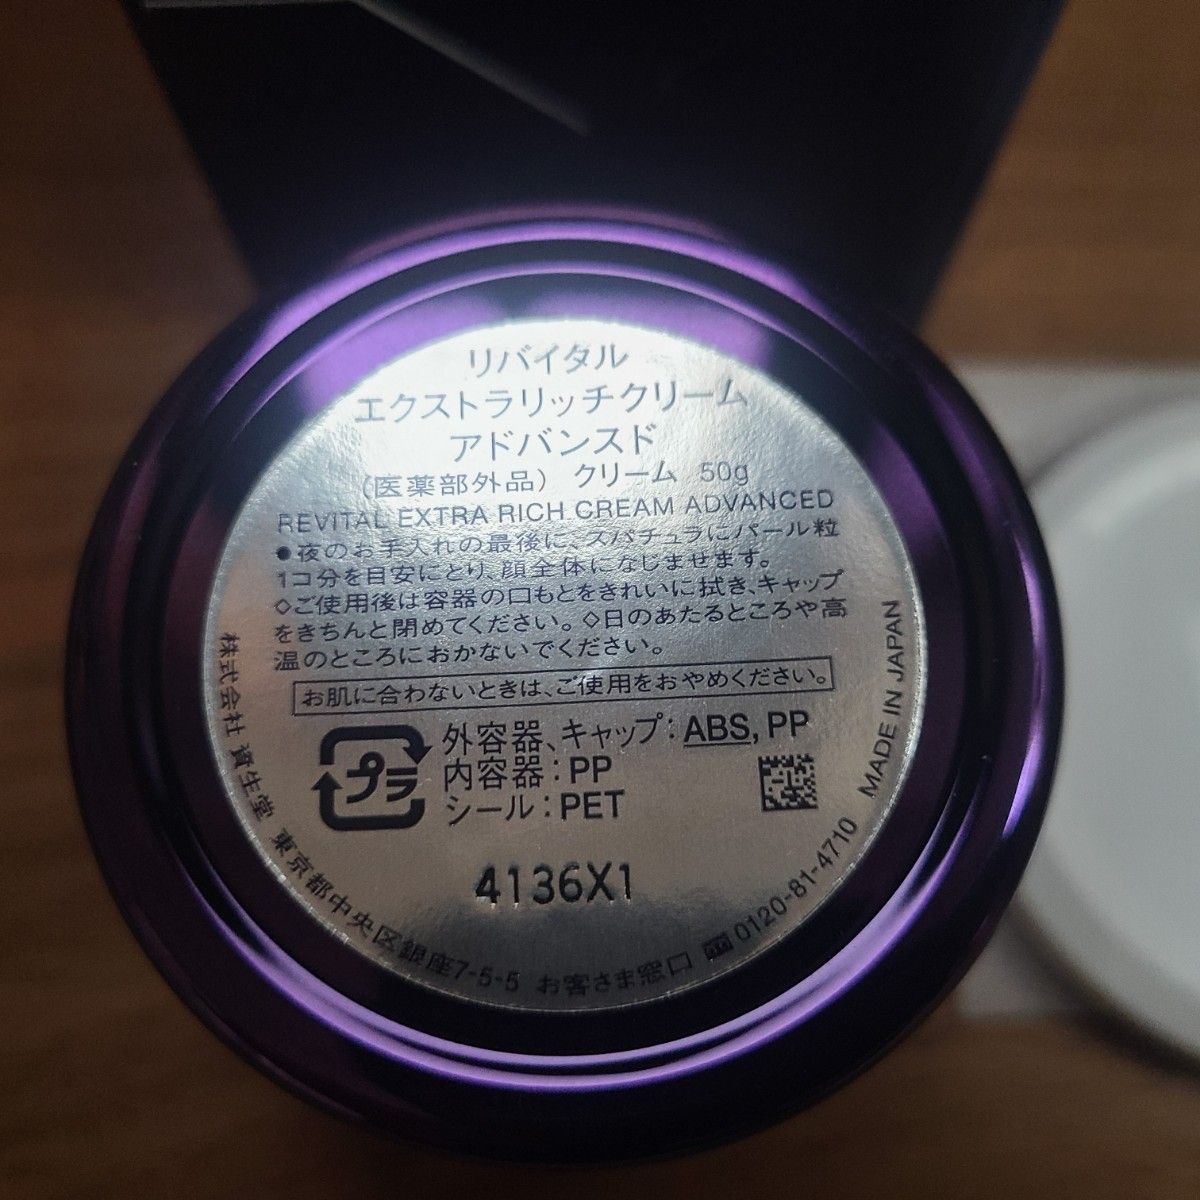 リバイタル
エクストラリッチクリーム
アドバンスド
（医薬部外品） クリーム 50g
REVITAL EXTRA RICH CREAM ADVANCED
●夜のお手入れの最後に、スパチュラにパール粒
1コ分を目安にとり、顔全体になじませます。
◇ご使用後は容器の口もとをきれいに拭き、キャップ
をきちんと閉めてください。◇日のあたるところや高
温のところにおかないでください。
お肌に合わないときは、ご使用をおやめください。
プラ
外容器、キャップ：ABS, PP
内容器：PP
シール：PET
4136X1
株式会社 資生堂 東京都中央区銀座7-5-5 お客さま窓口 0120-81-4710
MADE IN JAPAN